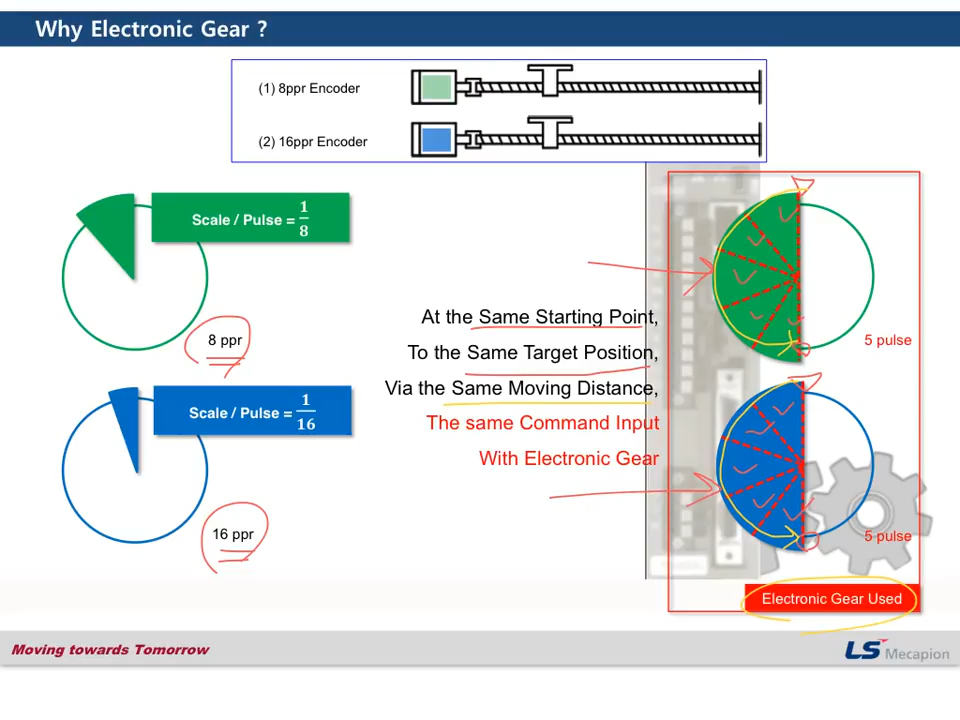 Why Electronic Gear ?
(1) 8ppr Encoder
(2) 16ppr Encoder
Scale / Pulse = 1/8
8 ppr
Scale / Pulse = 1/16
16 ppr
At the Same Starting Point,
To the Same Target Position,
Via the Same Moving Distance,
The same Command Input
With Electronic Gear
5 pulse
5 pulse
Electronic Gear Used
Moving towards Tomorrow
LS Mecapion